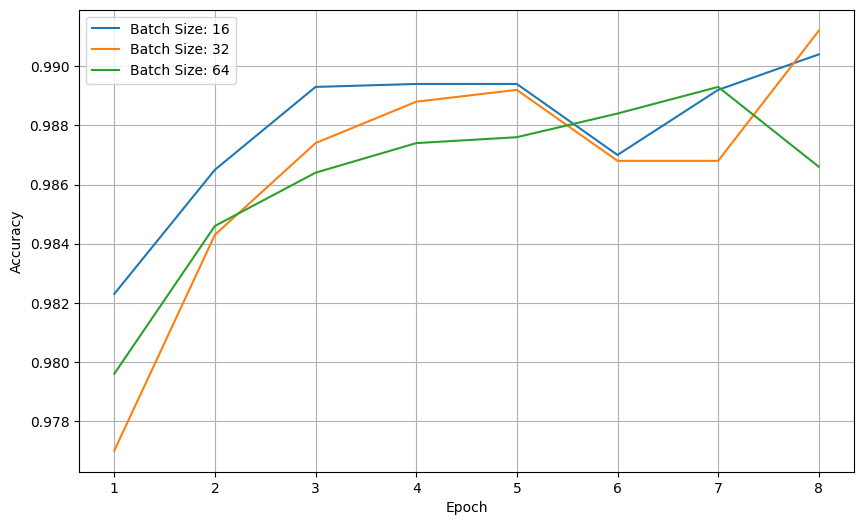 Batch Size: 16
Batch Size: 32
Batch Size: 64
0.990
0.988
0.986
0.984
0.982
0.980
0.978
Accuracy
1 2 3 4 5 6 7 8
Epoch